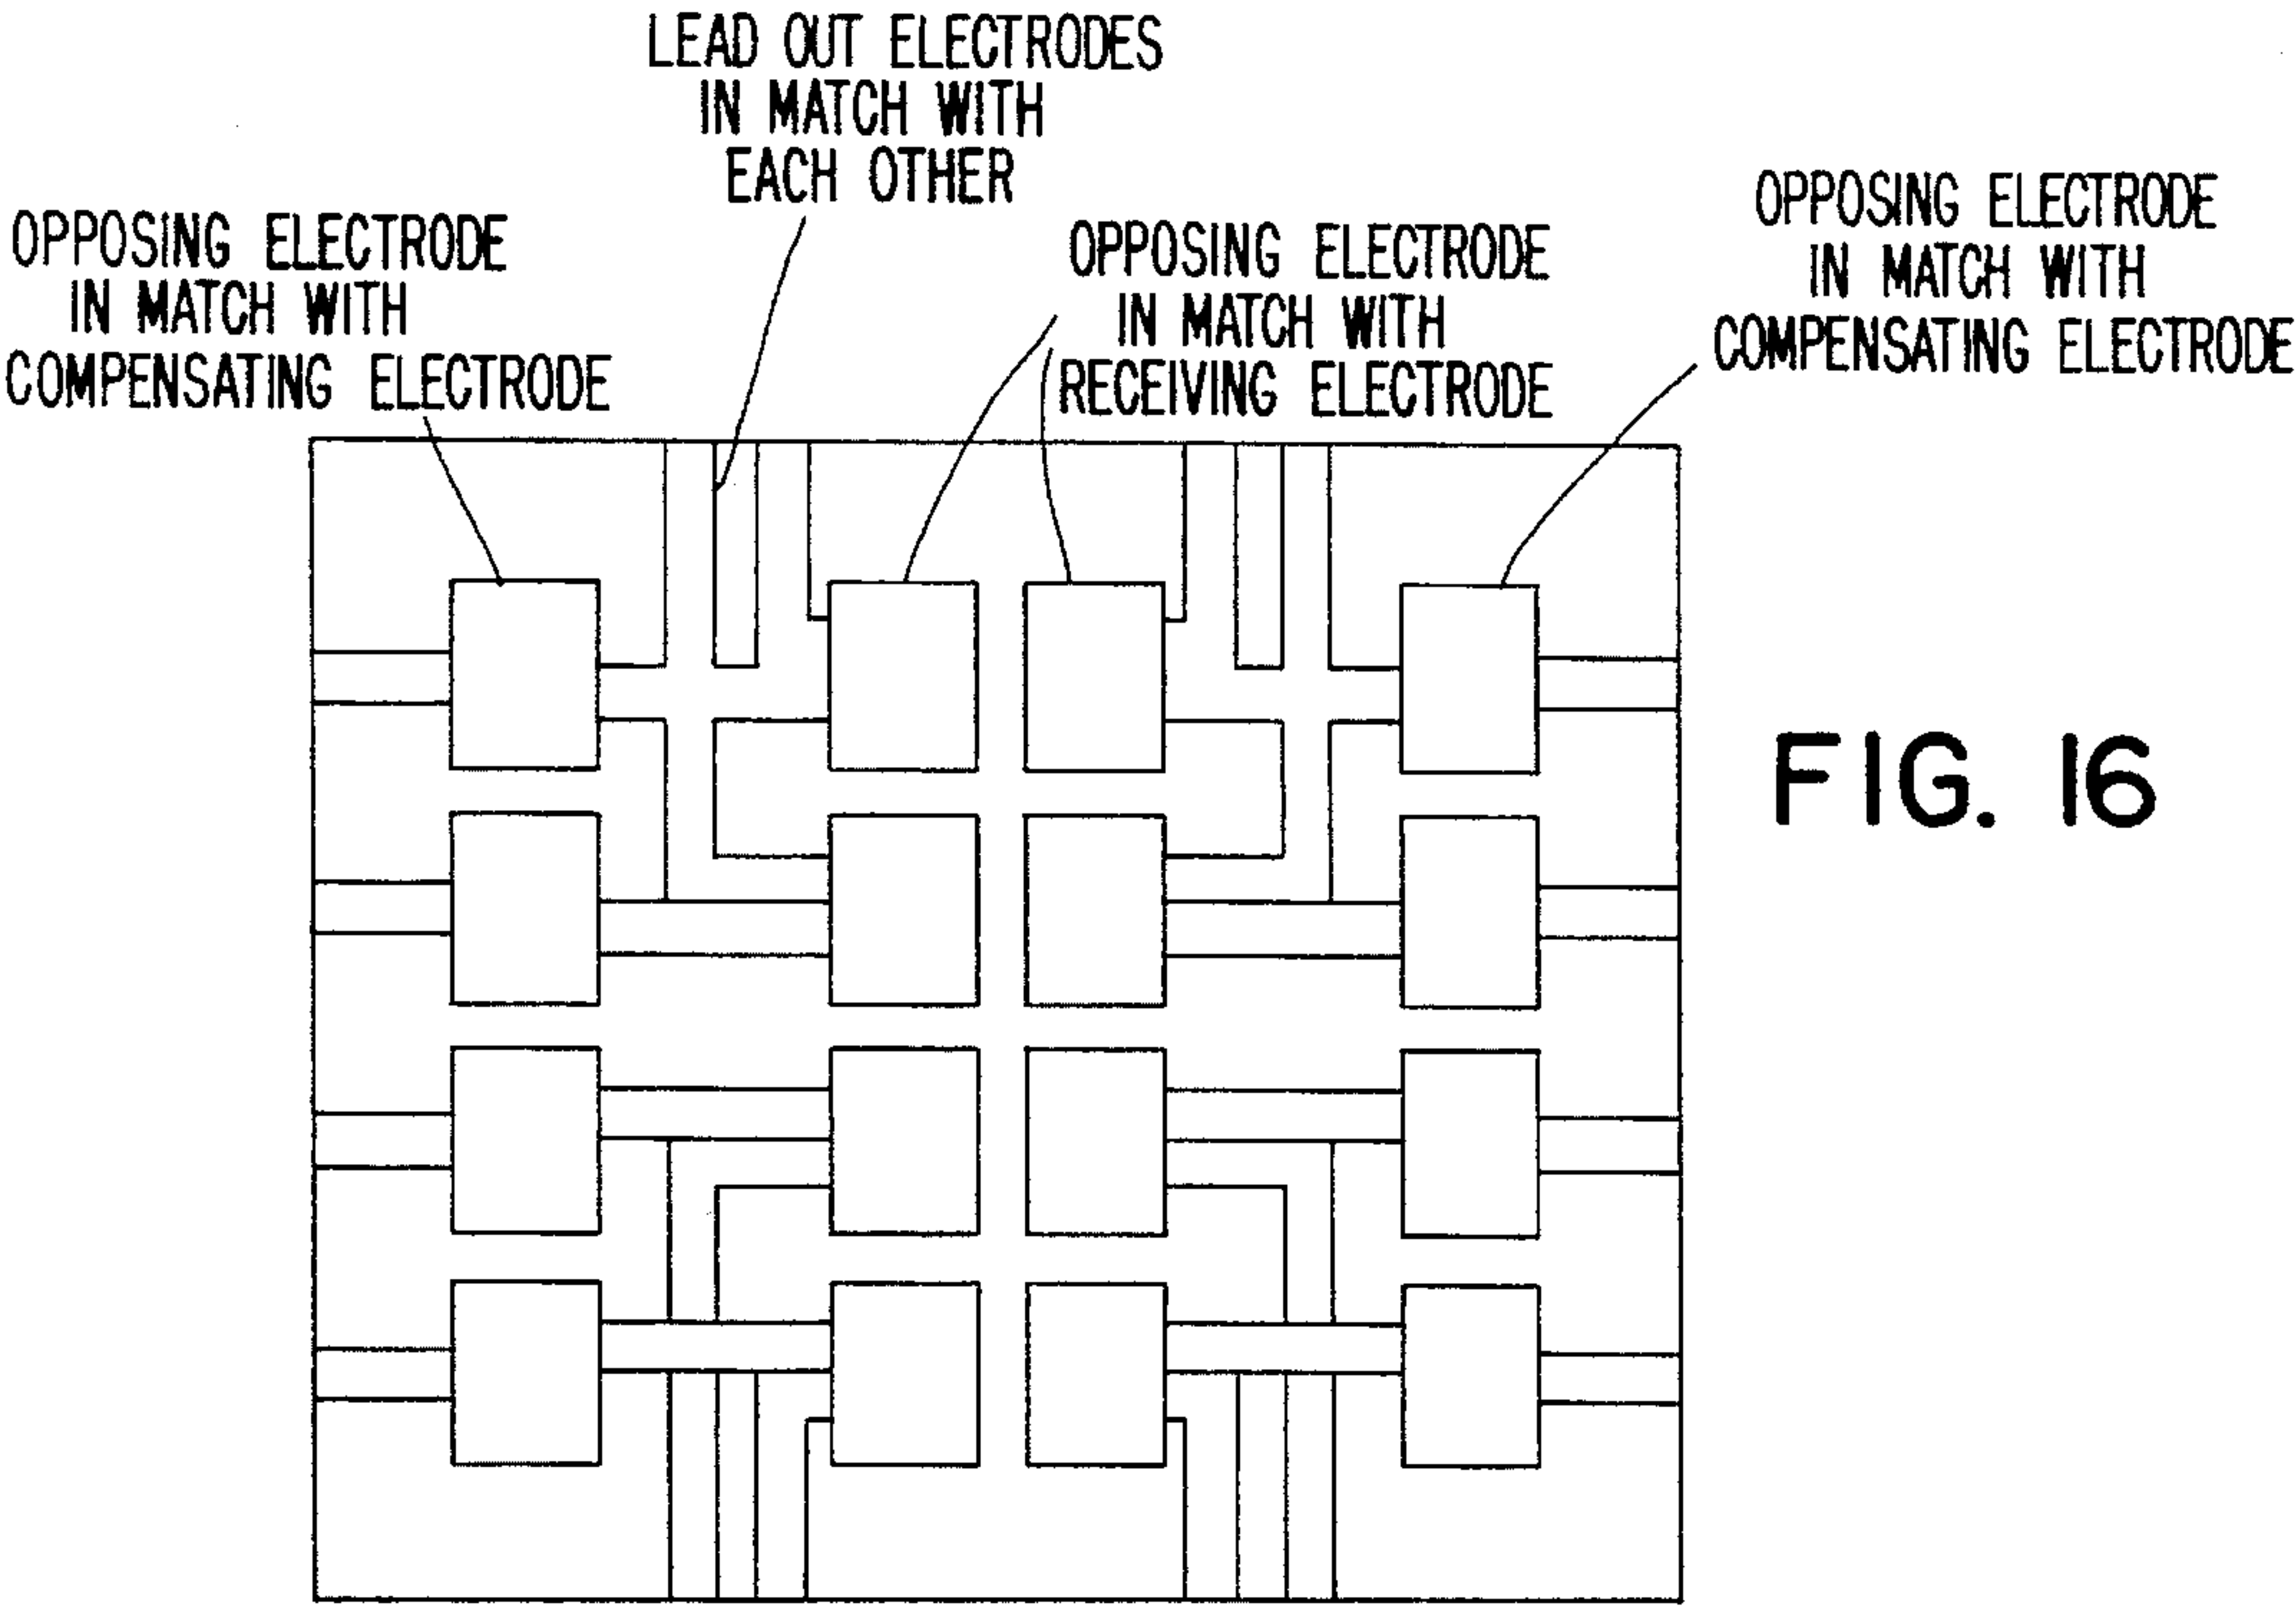 LEAD OUT ELECTRODES
IN MATCH WITH
EACH OTHER
OPPOSING ELECTRODE
IN MATCH WITH
COMPENSATING ELECTRODE
OPPOSING ELECTRODE
IN MATCH WITH
RECEIVING ELECTRODE
OPPOSING ELECTRODE
IN MATCH WITH
COMPENSATING ELECTRODE
FIG. 16